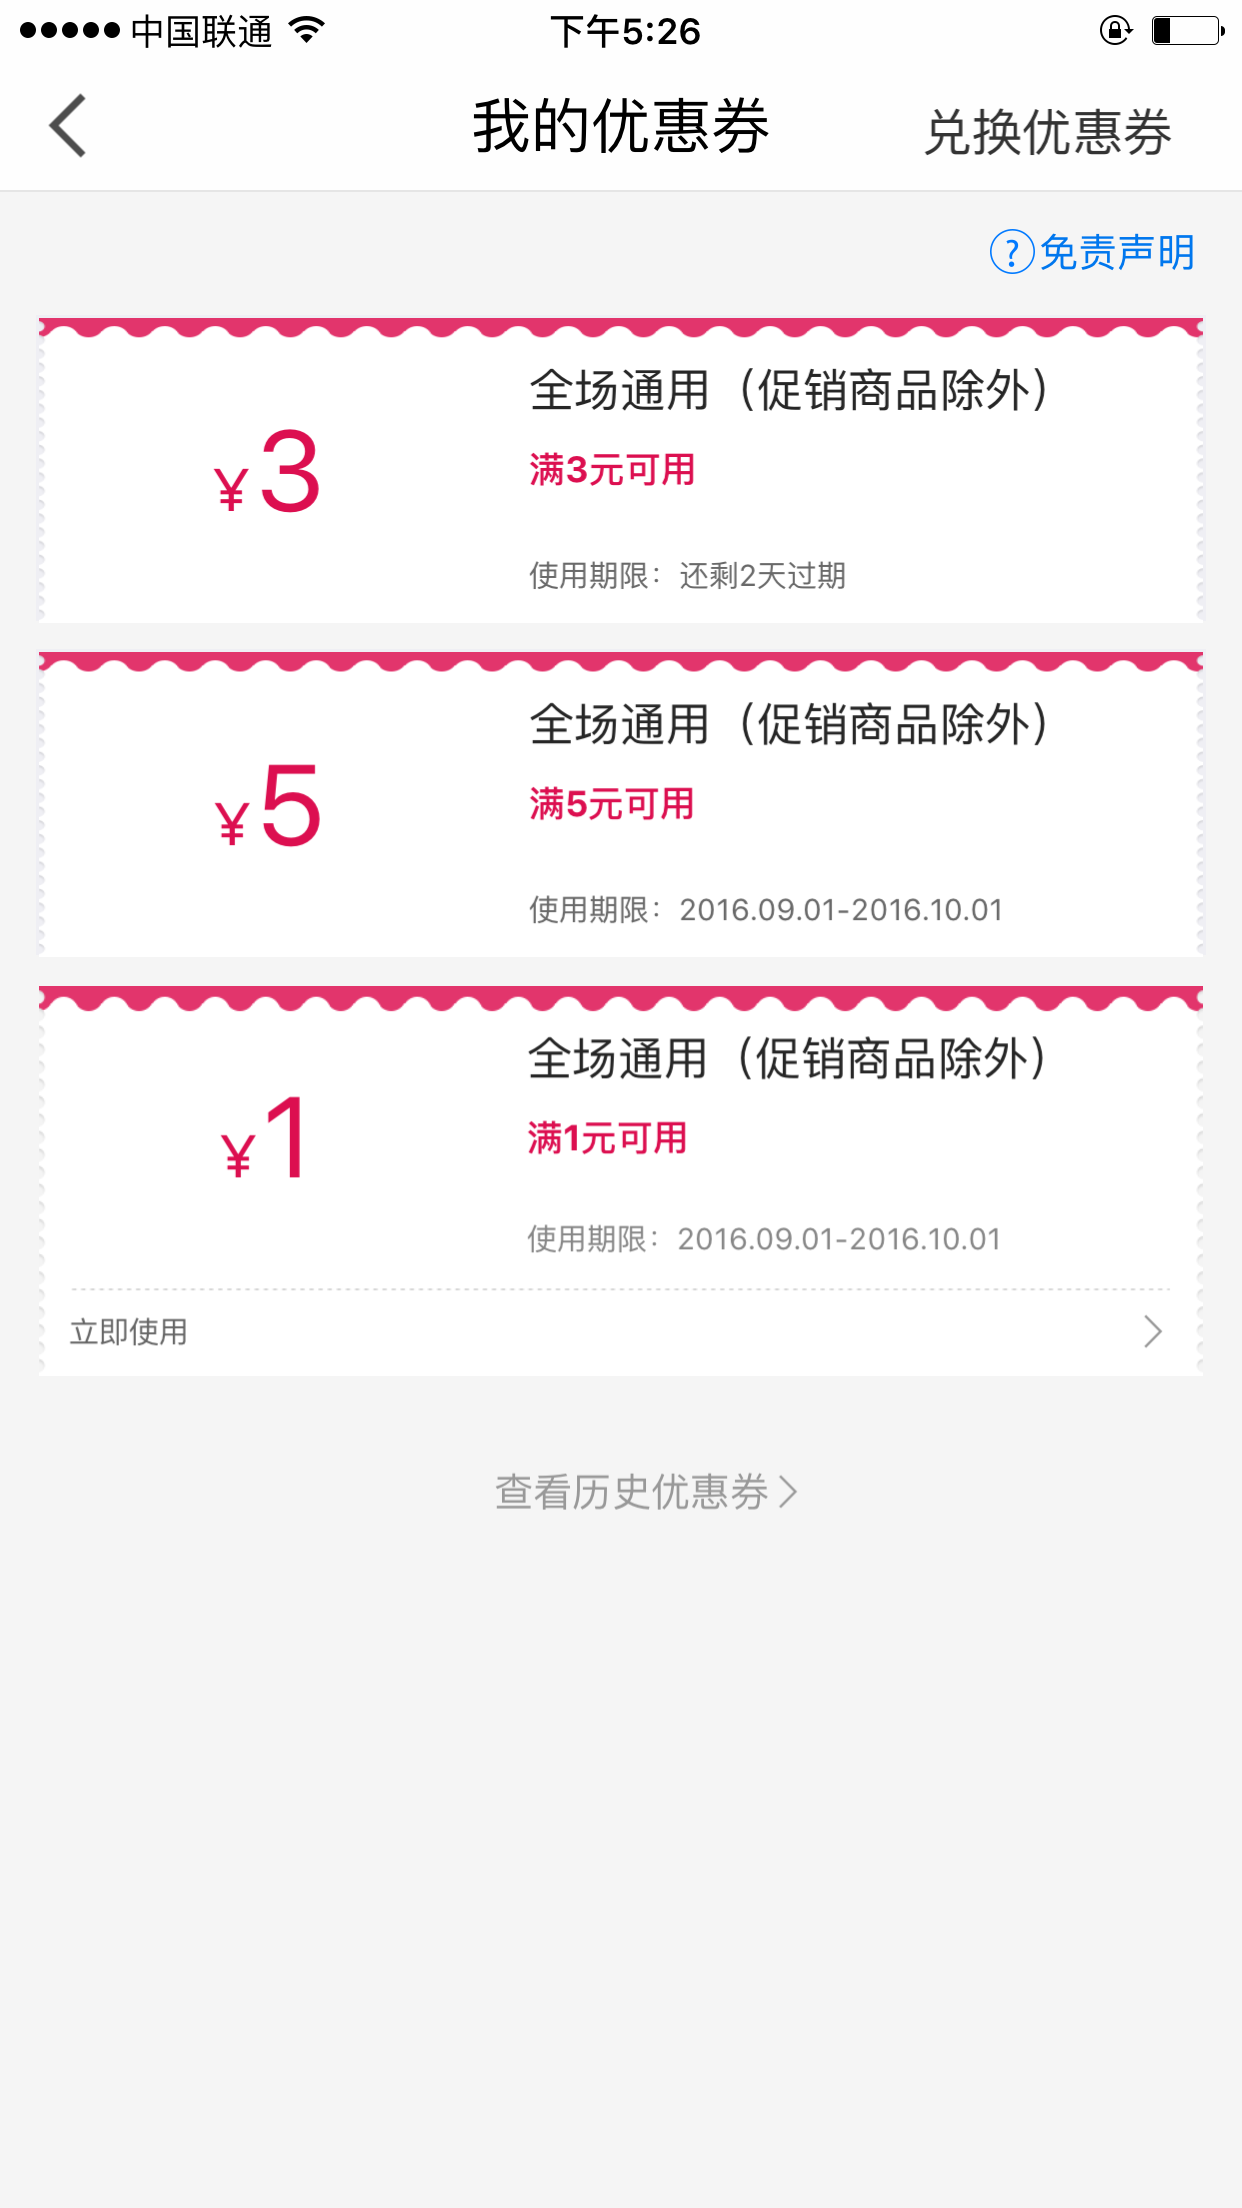 中国联通
下午5:26
我的优惠券
兑换优惠券
?免责声明
¥3
全场通用（促销商品除外）
满3元可用
使用期限：还剩2天过期
¥5
全场通用（促销商品除外）
满5元可用
使用期限：2016.09.01-2016.10.01
¥1
全场通用（促销商品除外）
满1元可用
使用期限：2016.09.01-2016.10.01
立即使用
查看历史优惠券